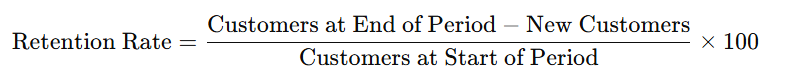 Retention Rate = Customers at End of Period – New Customers / Customers at Start of Period × 100